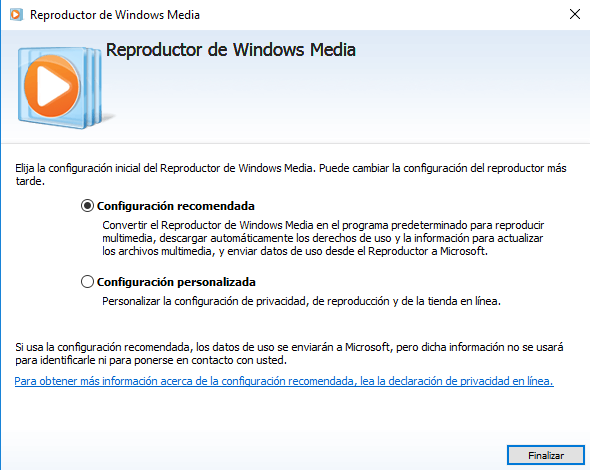 Reproductor de Windows Media
Reproductor de Windows Media
Elija la configuración inicial del Reproductor de Windows Media. Puede cambiar la configuración del reproductor más
tarde.
Configuración recomendada
Convertir el Reproductor de Windows Media en el programa predeterminado para reproducir
multimedia, descargar automáticamente los derechos de uso y la información para actualizar
los archivos multimedia, y enviar datos de uso desde el Reproductor a Microsoft.
Configuración personalizada
Personalizar la configuración de privacidad, de reproducción y de la tienda en línea.
Si usa la configuración recomendada, los datos de uso se enviarán a Microsoft, pero dicha información no se usará
para identificarle ni para ponerse en contacto con usted.
Para obtener más información acerca de la configuración recomendada, lea la declaración de privacidad en línea.
Finalizar